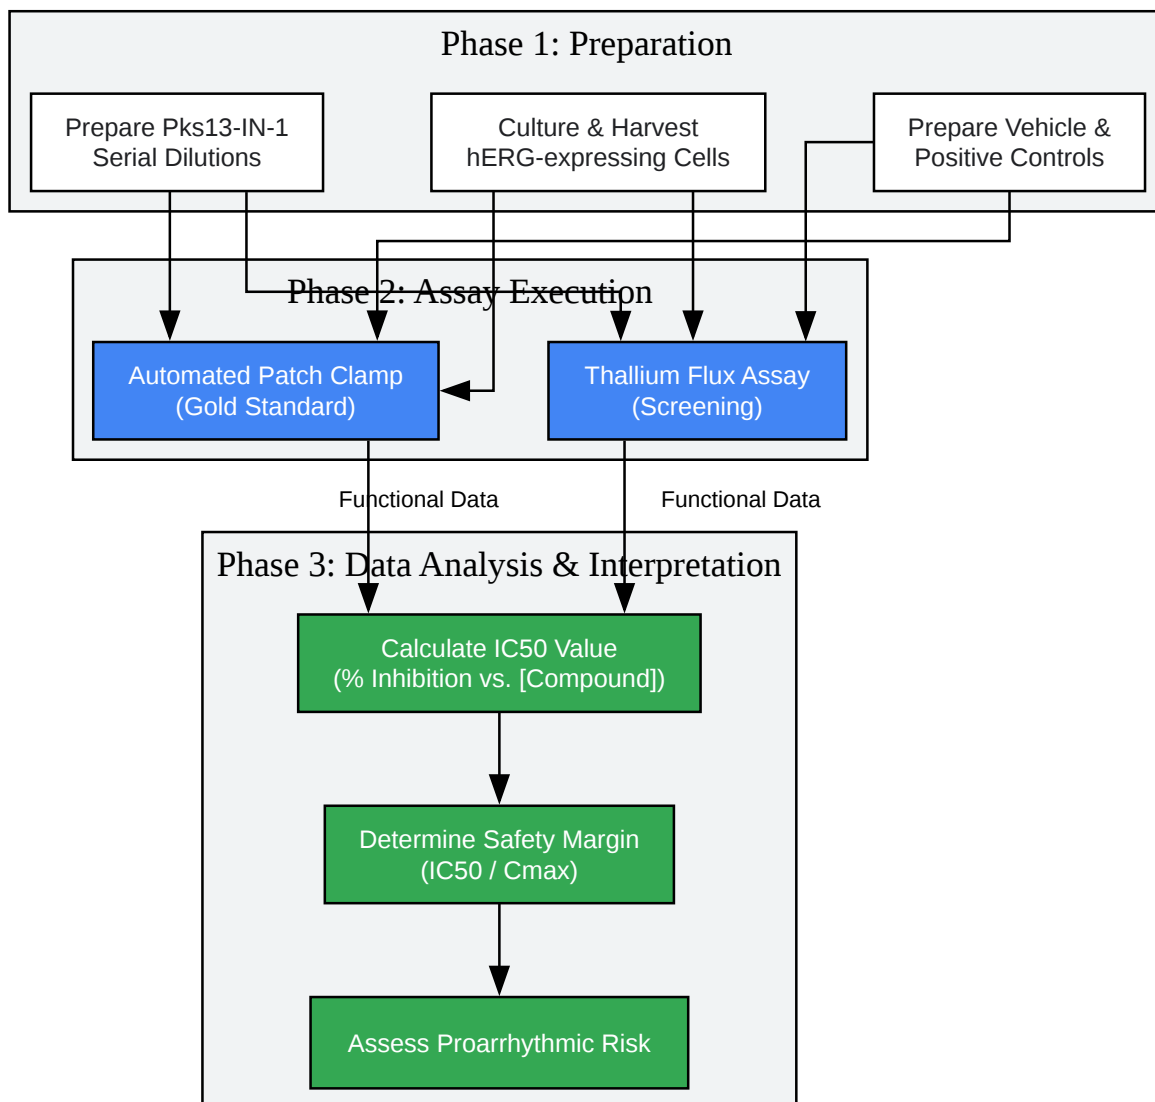 Phase 1: Preparation
Prepare Pks13-IN-1
Serial Dilutions
Culture & Harvest
hERG-expressing Cells
Prepare Vehicle &
Positive Controls
Phase 2: Assay Execution
Automated Patch Clamp
(Gold Standard)
Thallium Flux Assay
(Screening)
Functional Data
Functional Data
Phase 3: Data Analysis & Interpretation
Calculate IC50 Value
(% Inhibition vs. [Compound])
Determine Safety Margin
(IC50 / Cmax)
Assess Proarrhythmic Risk